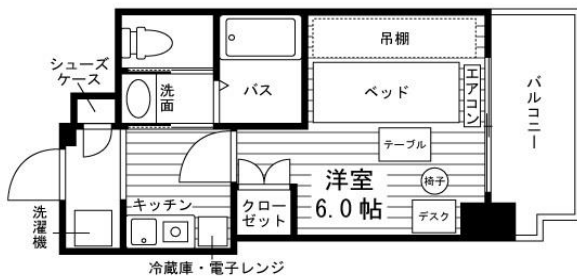 吊棚
シューズ
ケース
洗面
バス
ベッド
エアコン
バルコニー
テーブル
洋室
6.0 帖
椅子
デスク
キッチン
クロー
ゼット
洗濯機
冷蔵庫・電子レンジ